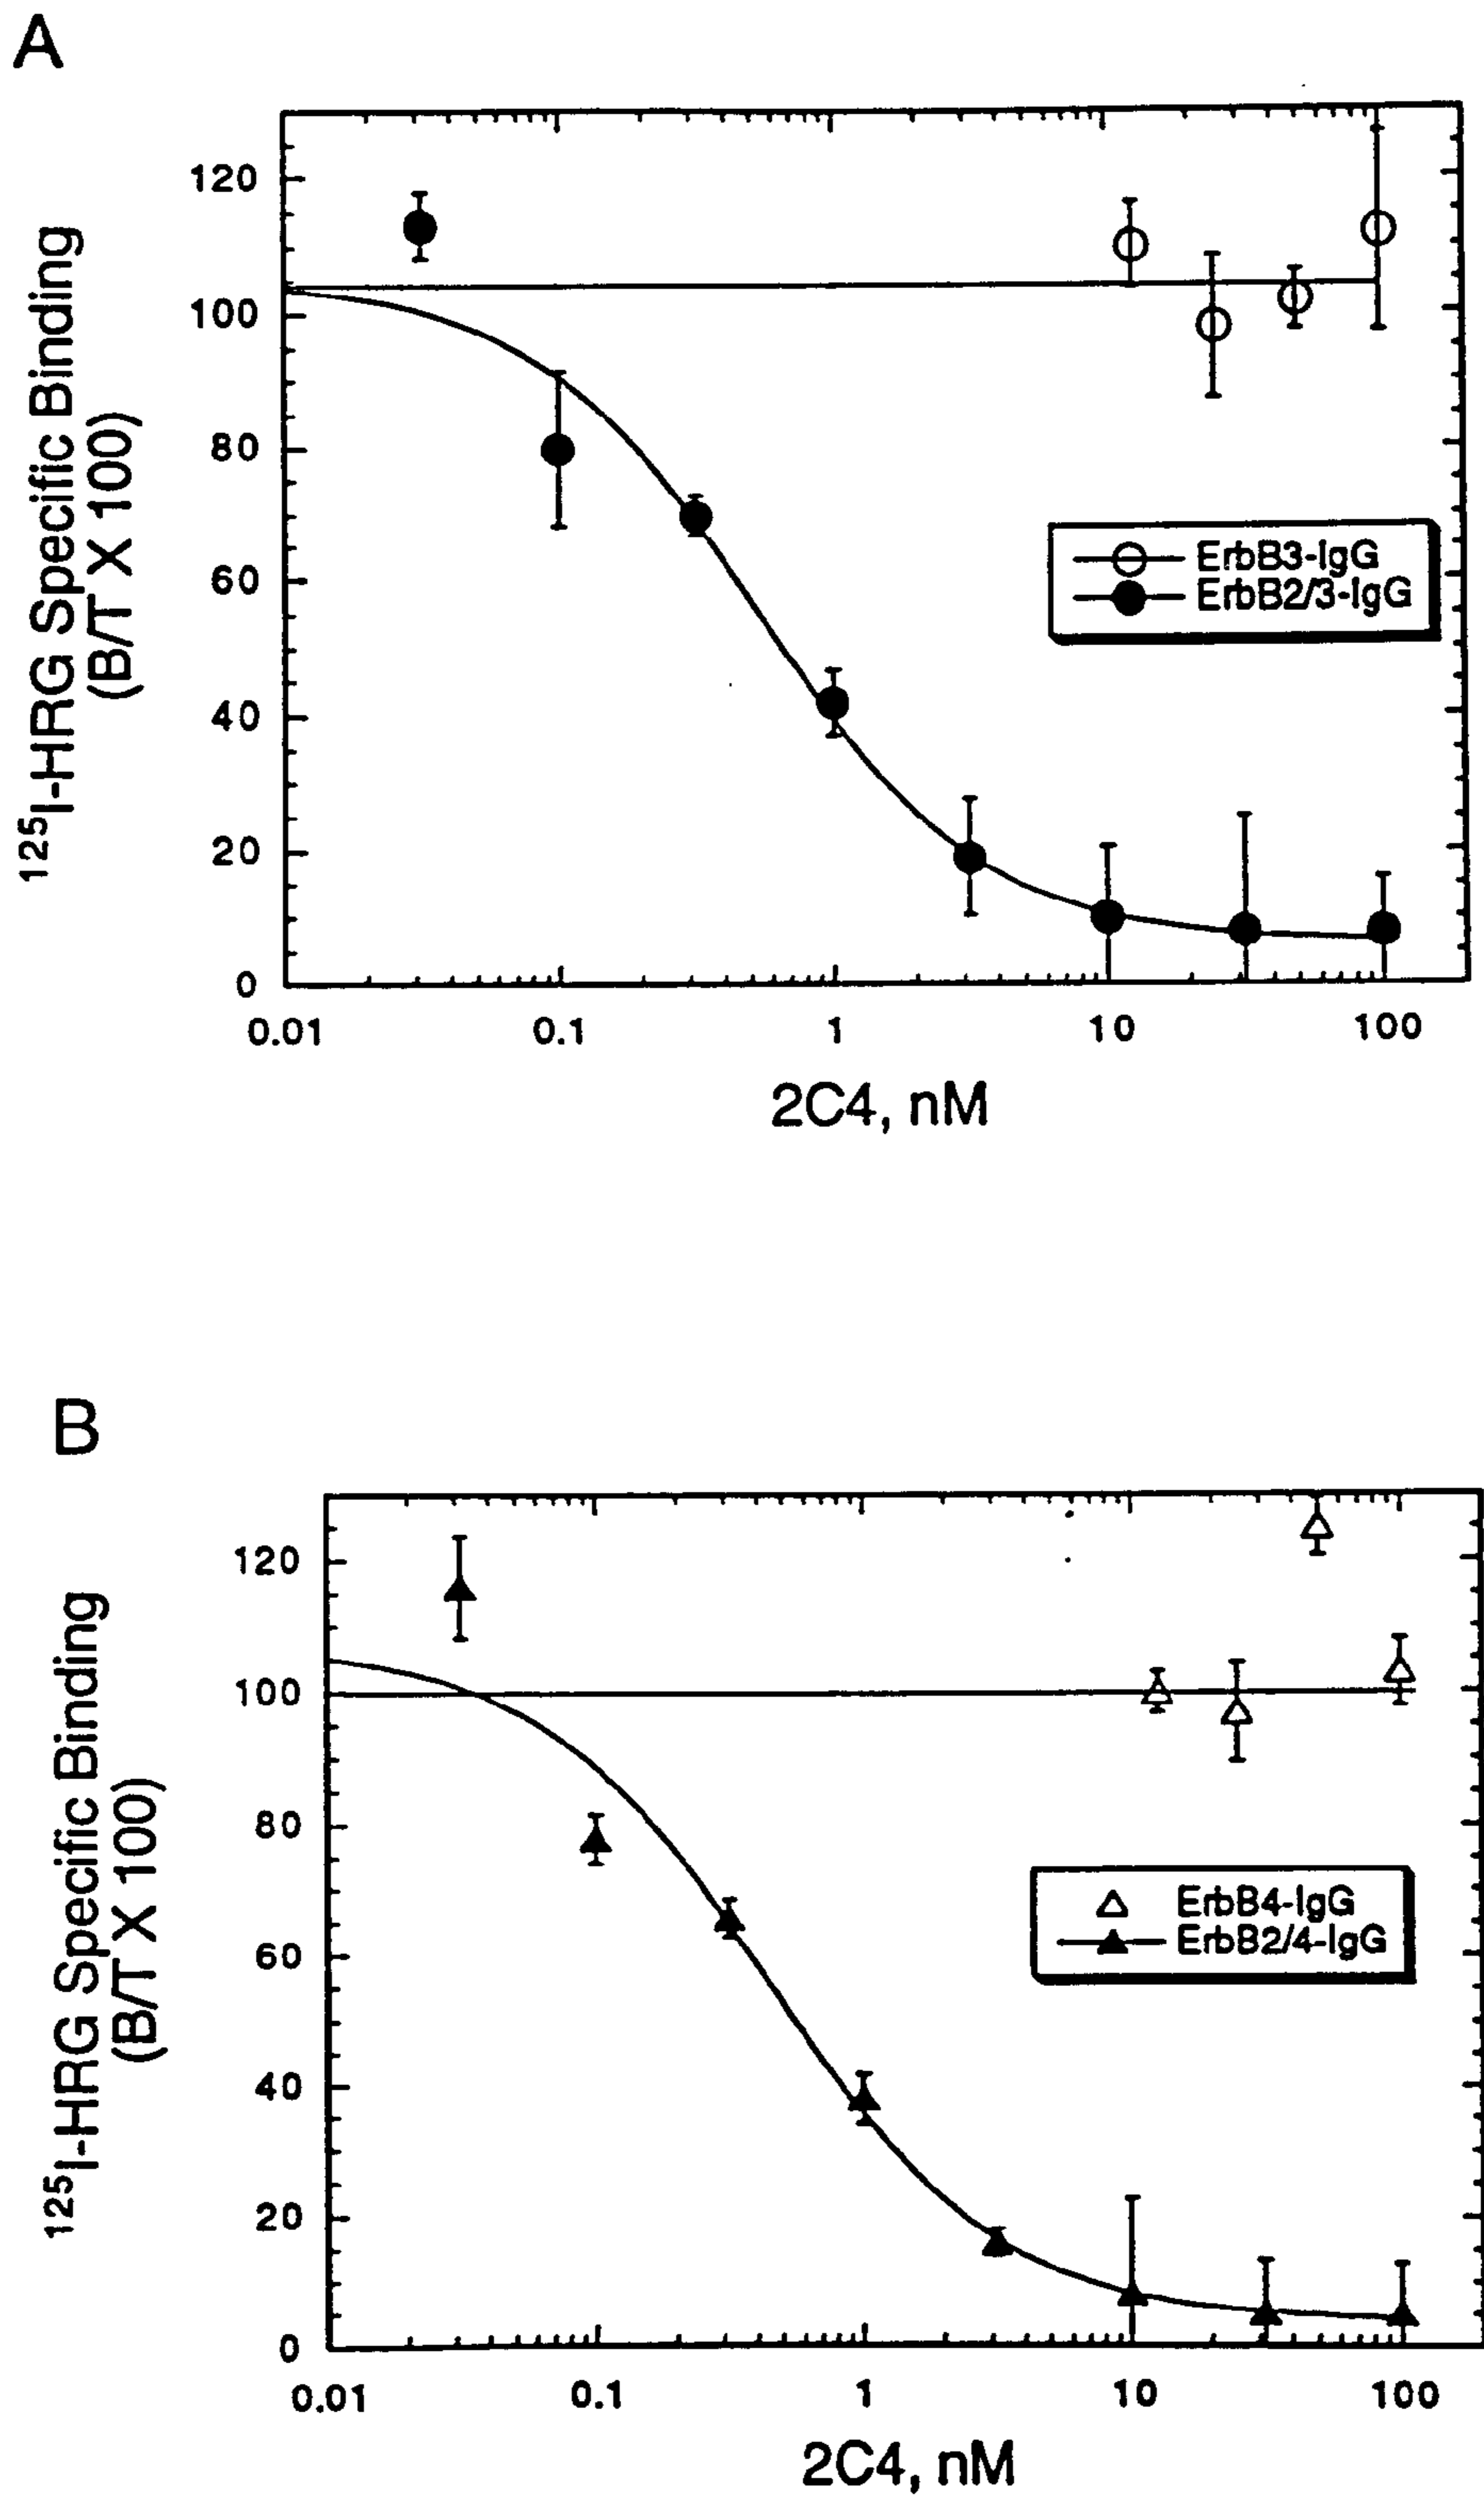 A
120
100
80
60
40
20
0
¹²⁵I-HRG Specific Binding
(B/T X 100)
ErbB3-IgG
ErbB2/3-IgG
0.01 0.1 1 10 100
2C4, nM
B
120
100
80
60
40
20
0
¹²⁵I-HRG Specific Binding
(B/T X 100)
ErbB4-IgG
ErbB2/4-IgG
0.01 0.1 1 10 100
2C4, nM